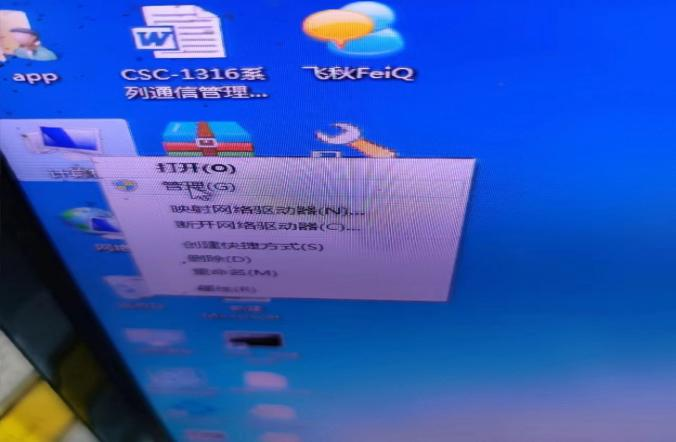 app
CSC-1316系
列通信管理...
飞秋FeiQ
打开(O)
管理(G)
映射网络驱动器(N)...
断开网络驱动器(C)...
创建快捷方式(S)
删除(D)
重命名(M)
属性(R)